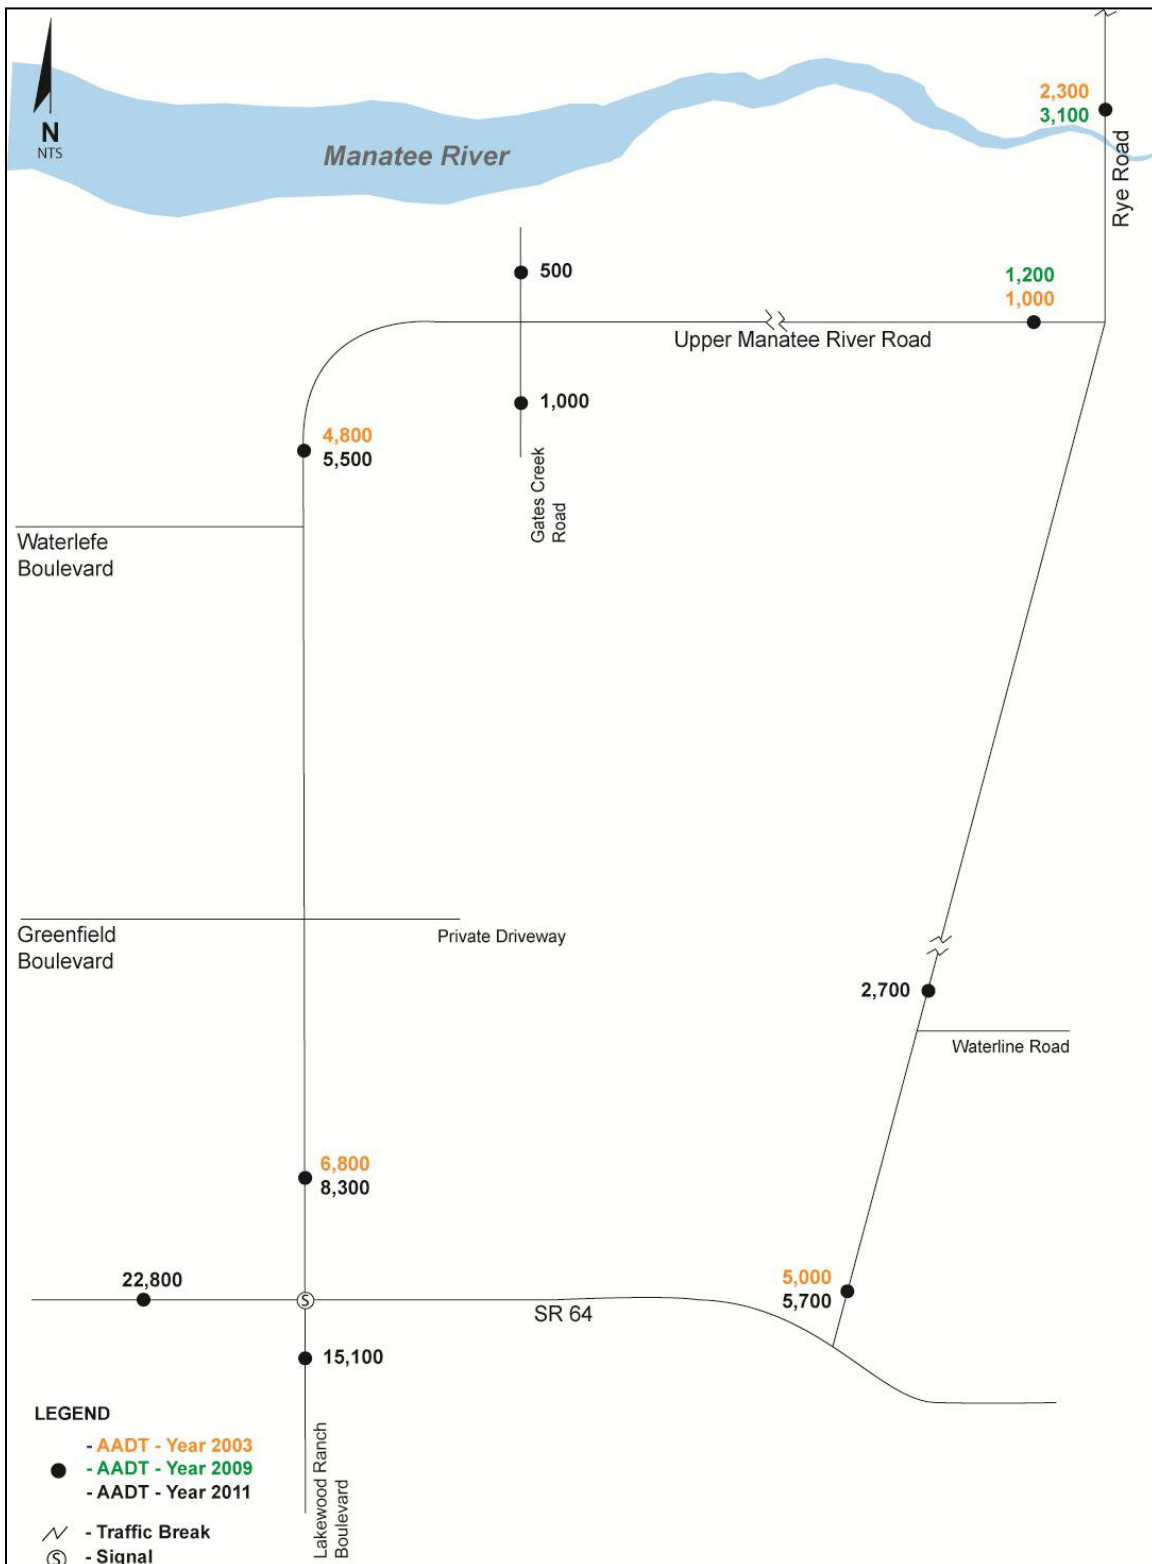 N
NTS
Manatee River
2,300
3,100
Rye Road
500
1,200
1,000
Upper Manatee River Road
1,000
4,800
5,500
Gates Creek
Road
Waterlefe
Boulevard
Greenfield
Boulevard
Private Driveway
2,700
Waterline Road
6,800
8,300
22,800
S
SR 64
5,000
5,700
15,100
Lakewood Ranch
Boulevard
LEGEND
- AADT - Year 2003
- AADT - Year 2009
- AADT - Year 2011
- Traffic Break
S - Signal